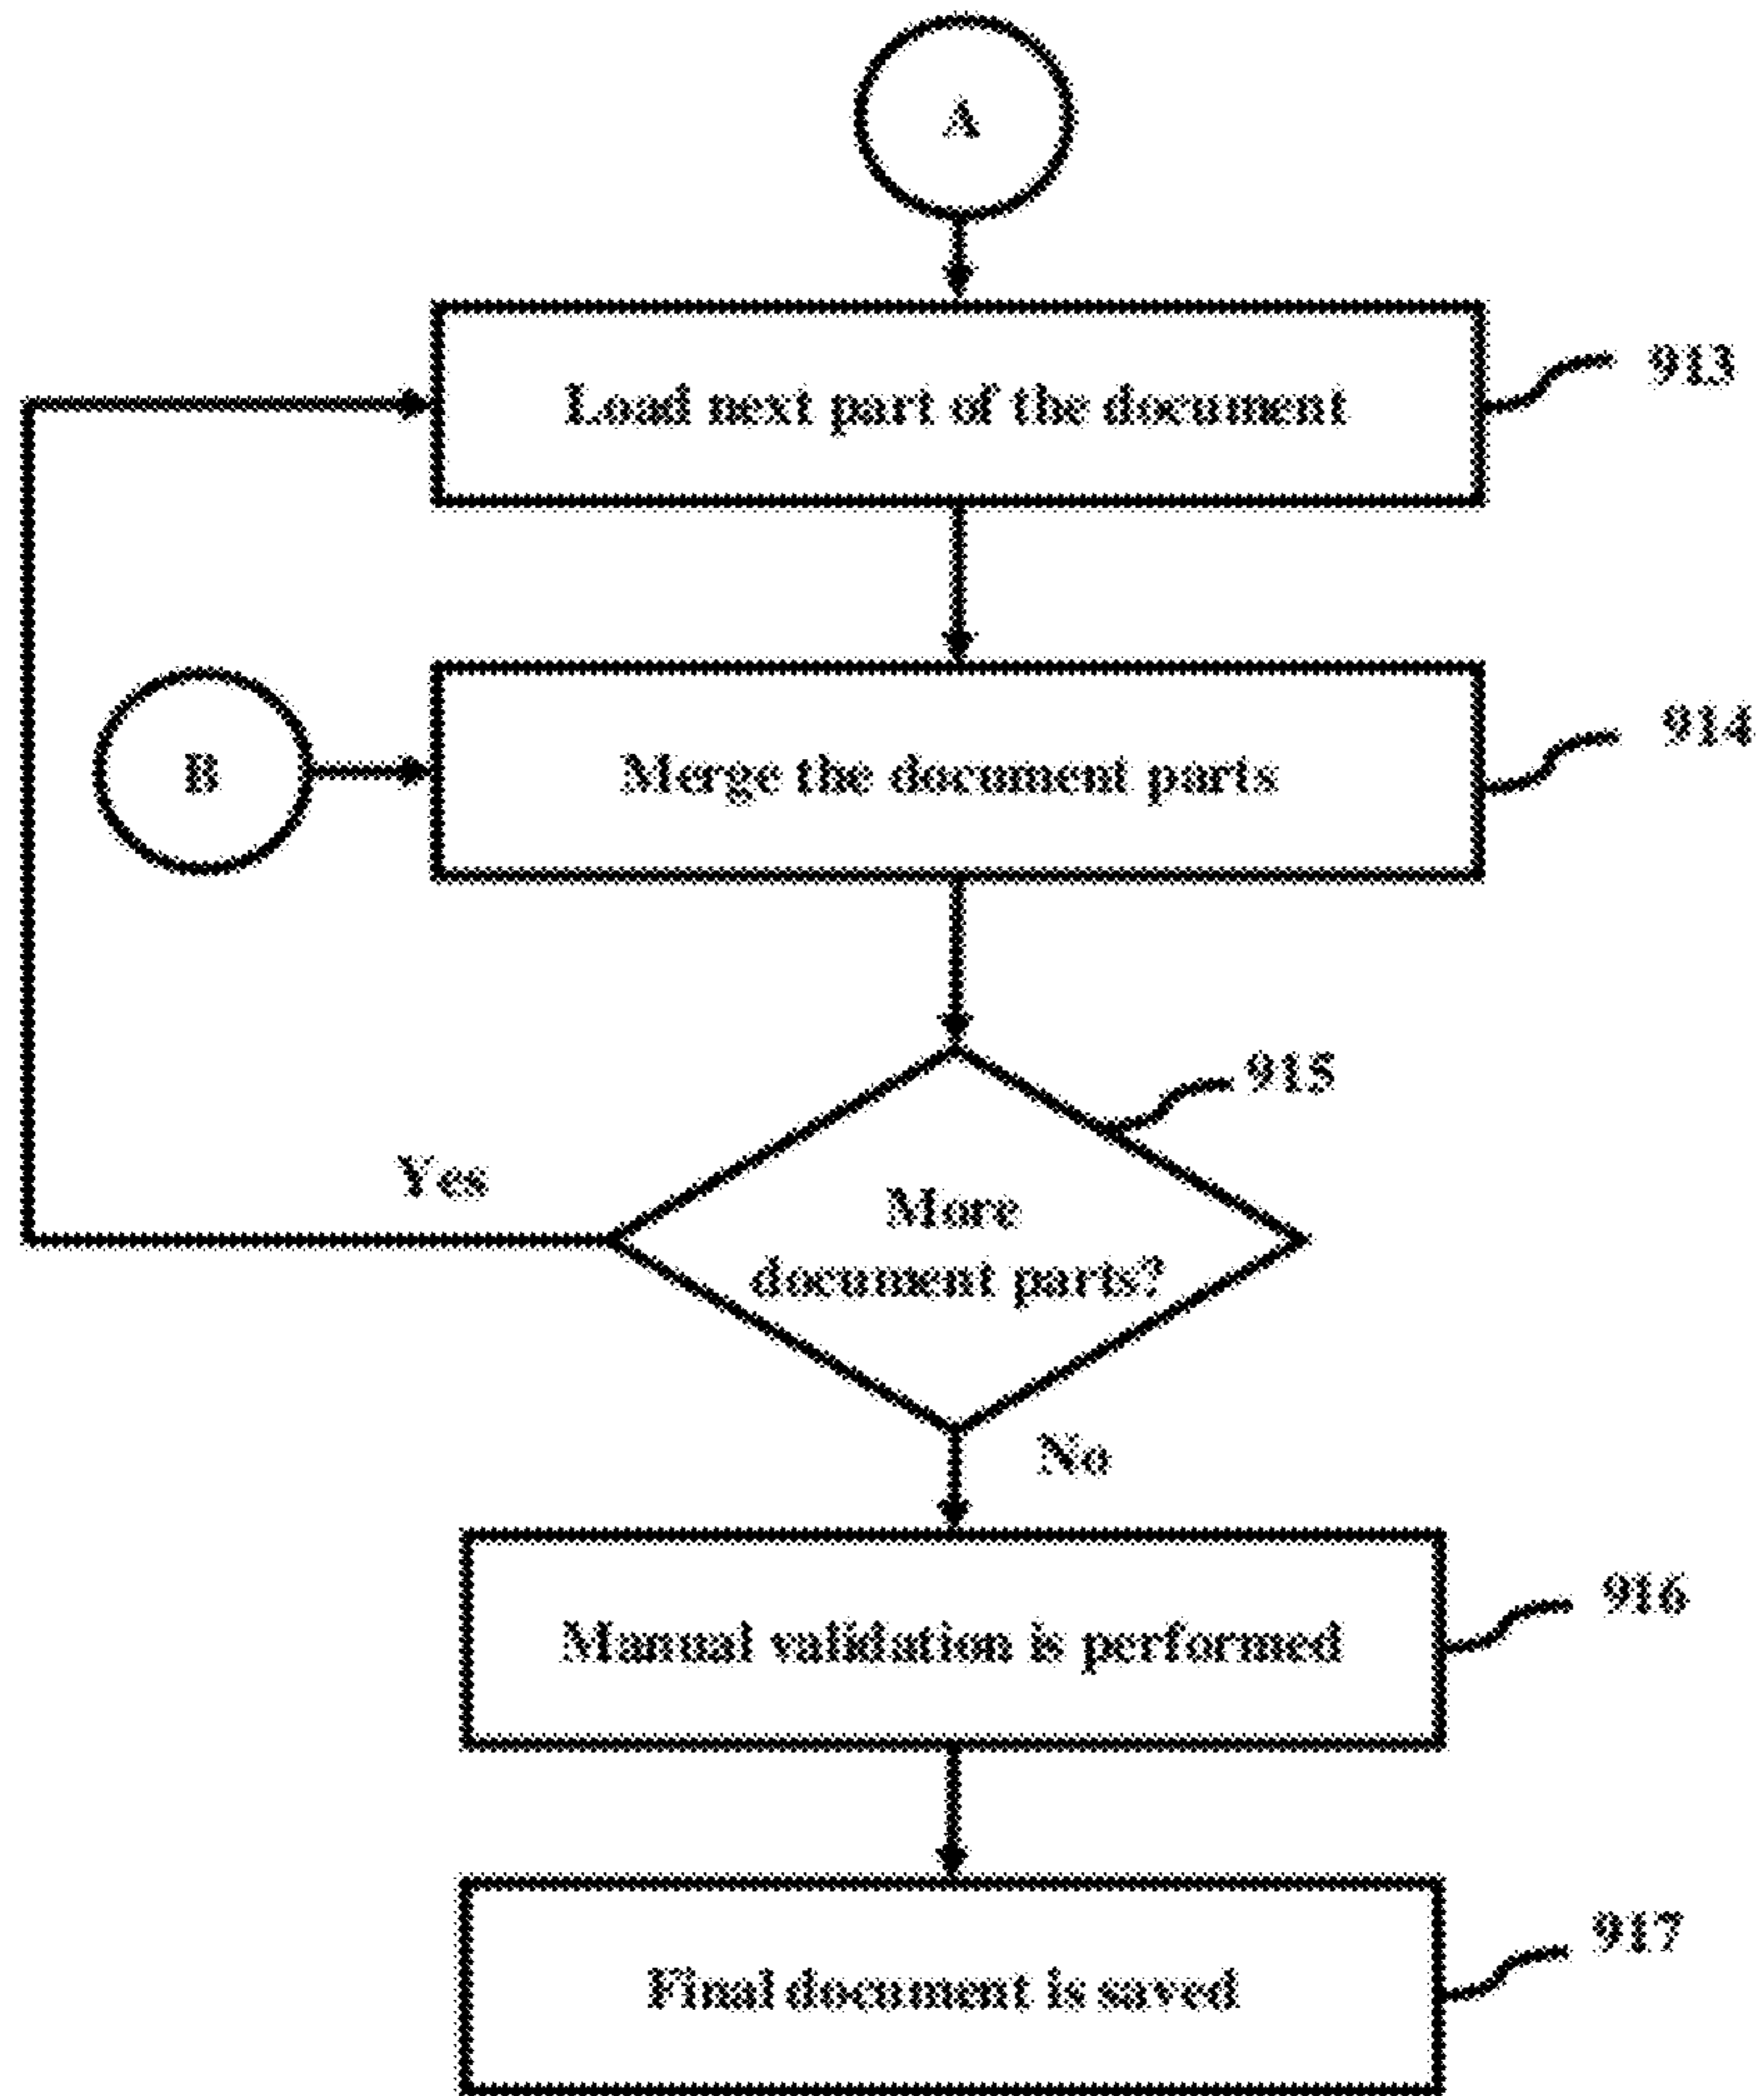 A
Load next part of the document
913
B
Merge the document parts
914
915
Yes
More
document parts?
No
Manual validation is performed
916
Final document is saved
917